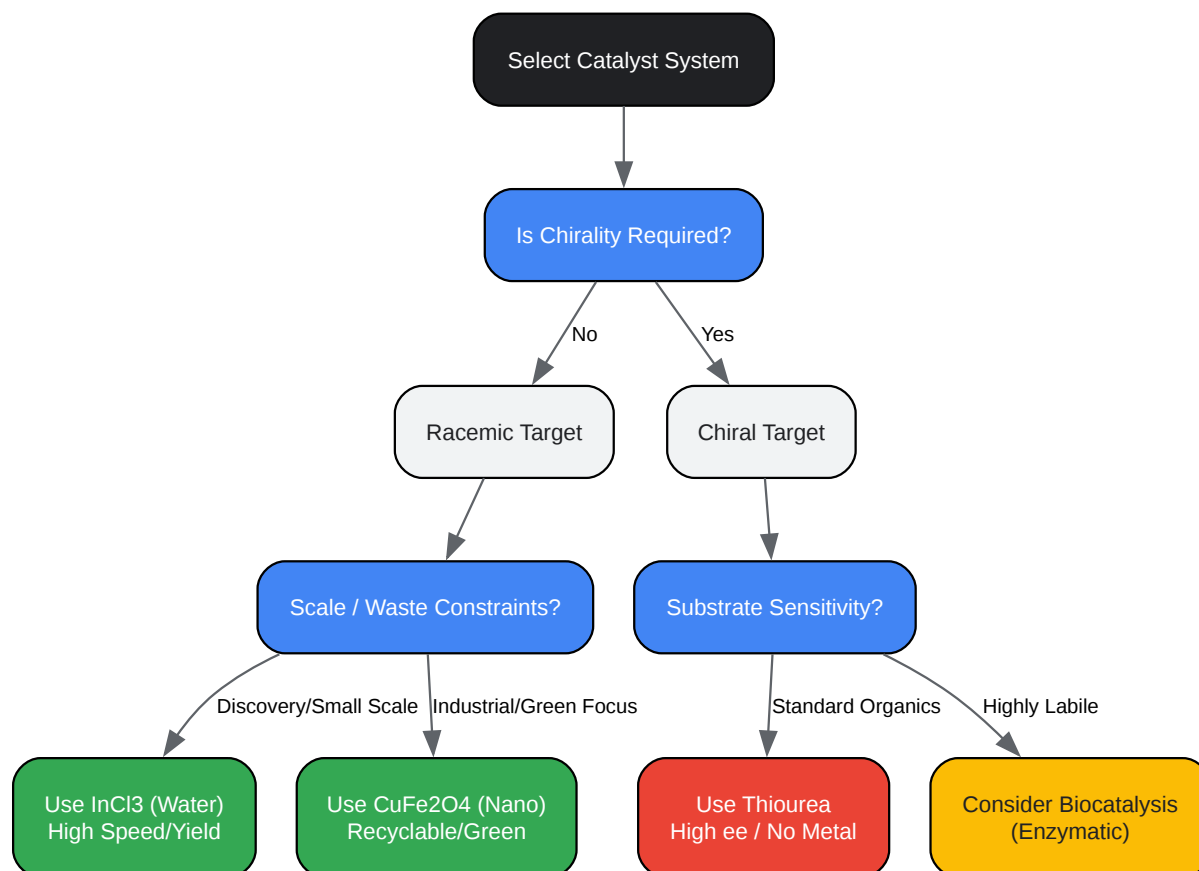 Select Catalyst System
Is Chirality Required?
No
Yes
Racemic Target
Chiral Target
Scale / Waste Constraints?
Substrate Sensitivity?
Discovery/Small Scale
Industrial/Green Focus
Standard Organics
Highly Labile
Use InCl3 (Water)
High Speed/Yield
Use CuFe2O4 (Nano)
Recyclable/Green
Use Thiourea
High ee / No Metal
Consider Biocatalysis
(Enzymatic)